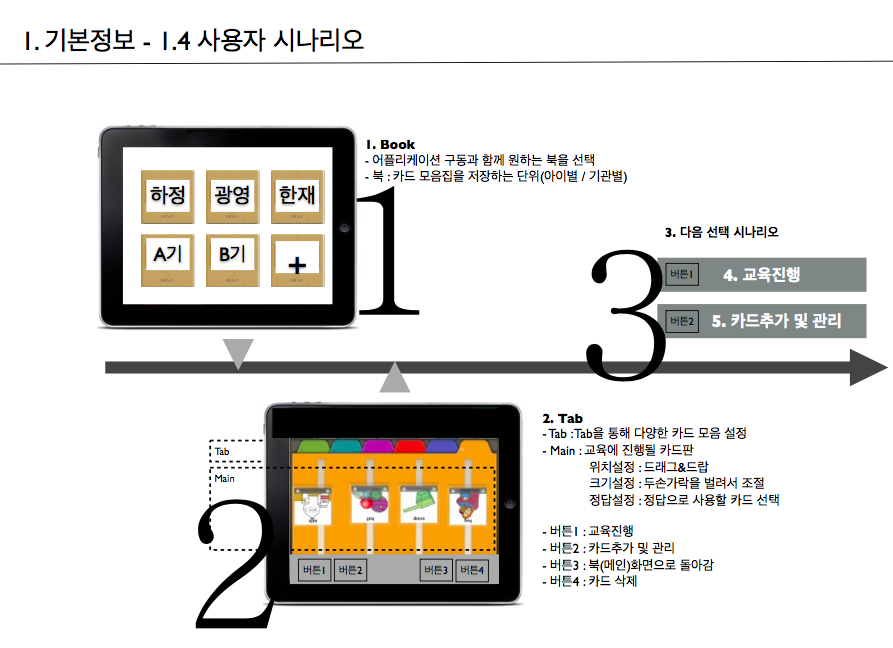 1. 기본정보 - 1.4 사용자 시나리오
1. Book
- 어플리케이션 구동과 함께 원하는 북을 선택
- 북 : 카드 모음집을 저장하는 단위(아이별 / 기관별)
하정
광영
한재
A기
B기
+
1
3. 다음 선택 시나리오
버튼1
4. 교육진행
버튼2
5. 카드추가 및 관리
3
2. Tab
- Tab : Tab을 통해 다양한 카드 모음 설정
- Main : 교육에 진행될 카드판
위치설정 : 드래그&드랍
크기설정 : 두손가락을 벌려서 조절
정답설정 : 정답으로 사용할 카드 선택
- 버튼1 : 교육진행
- 버튼2 : 카드추가 및 관리
- 버튼3 : 북(메인)화면으로 돌아감
- 버튼4 : 카드 삭제
Tab
Main
버튼1
버튼2
버튼3
버튼4
2